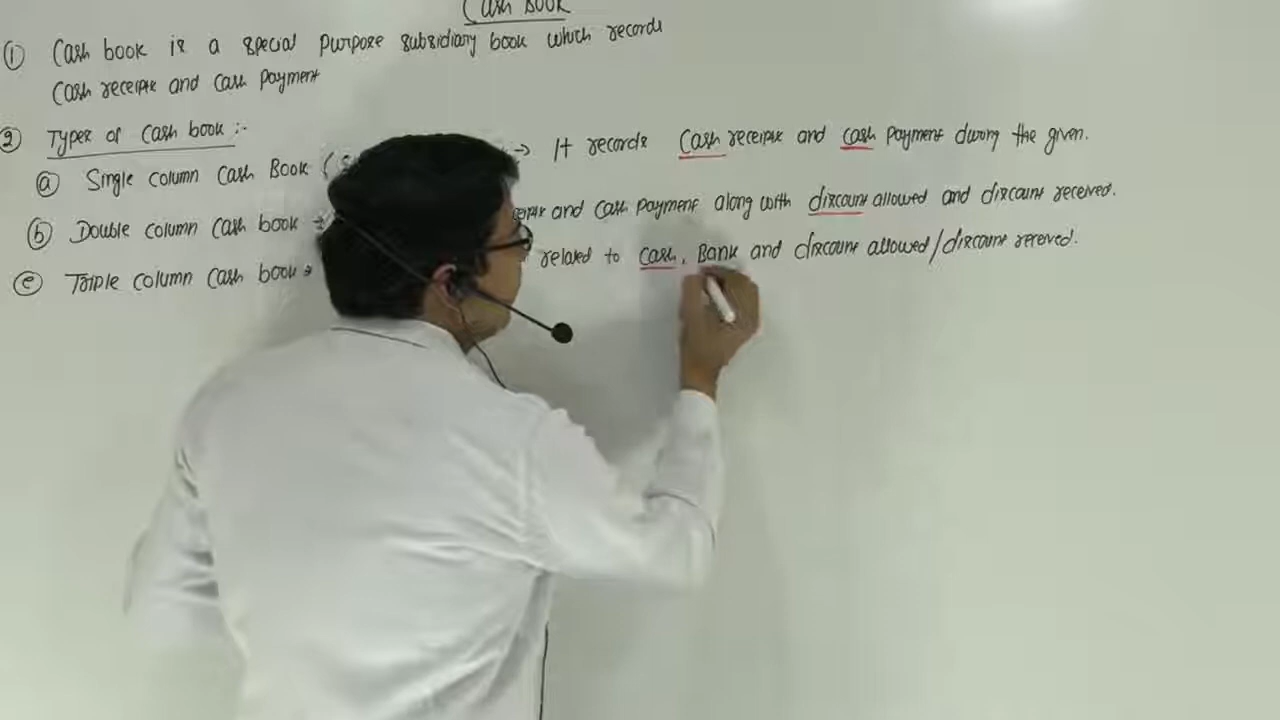 Cash Book
① Cash book is a special purpose subsidiary book which records
Cash receipts and cash payment
② Types of Cash book :-
ⓐ Single column Cash Book ( → It records Cash receipts and cash payment during the given.
ⓑ Double column Cash book → and cash payment along with discount allowed and discount received.
ⓒ Triple column Cash book → related to cash, Bank and discount allowed/discount received.